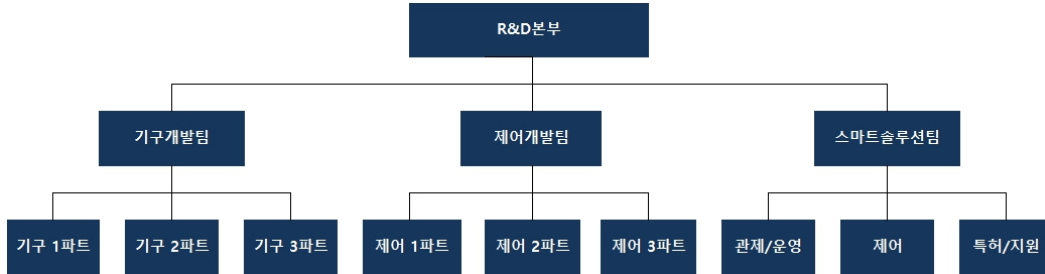 R&D본부
기구개발팀
제어개발팀
스마트솔루션팀
기구 1파트
기구 2파트
기구 3파트
제어 1파트
제어 2파트
제어 3파트
관제/운영
제어
특허/지원